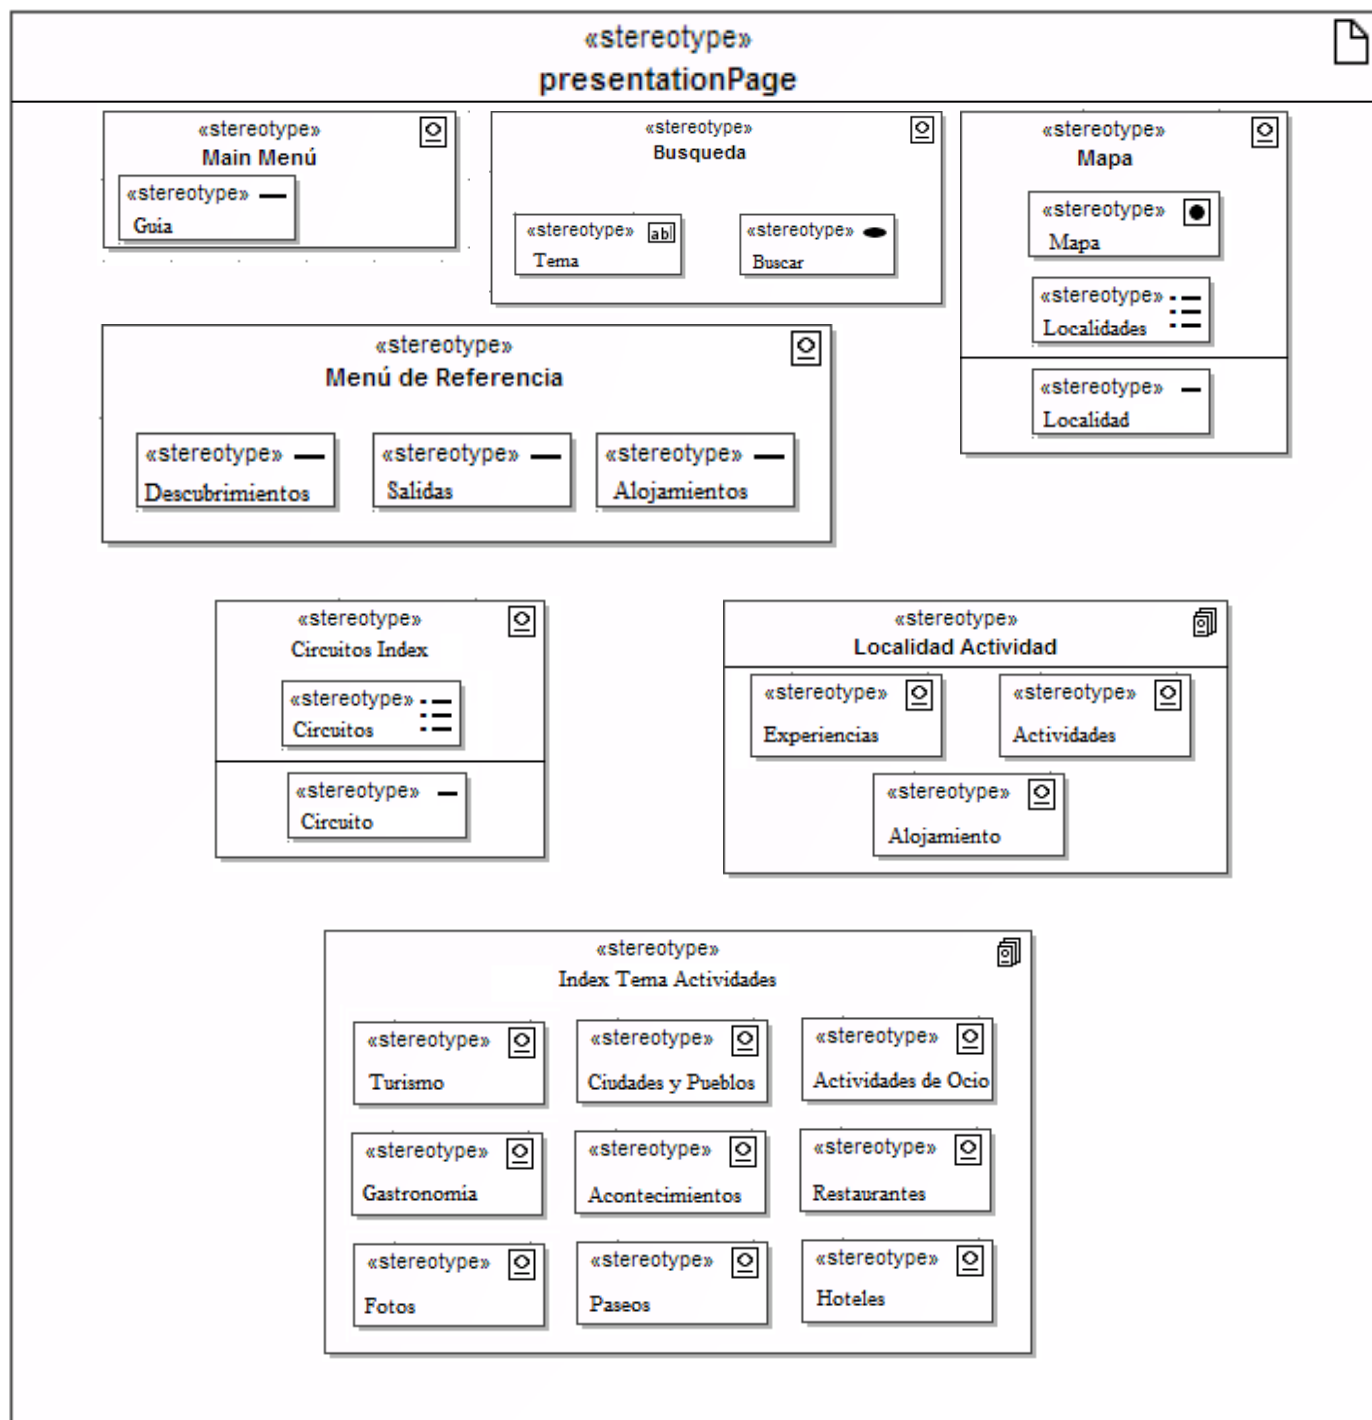 «stereotype»
presentationPage
«stereotype»
Main Menú
«stereotype»
Guia
«stereotype»
Busqueda
«stereotype»
abl
Tema
«stereotype»
Buscar
«stereotype»
Mapa
«stereotype»
Mapa
«stereotype»
Localidades
«stereotype»
Localidad
«stereotype»
Menú de Referencia
«stereotype»
Descubrimientos
«stereotype»
Salidas
«stereotype»
Alojamientos
«stereotype»
Circuitos Index
«stereotype»
Circuitos
«stereotype»
Circuito
«stereotype»
Localidad Actividad
«stereotype»
Experiencias
«stereotype»
Actividades
«stereotype»
Alojamiento
«stereotype»
Index Tema Actividades
«stereotype»
Turismo
«stereotype»
Ciudades y Pueblos
«stereotype»
Actividades de Ocio
«stereotype»
Gastronomía
«stereotype»
Acontecimientos
«stereotype»
Restaurantes
«stereotype»
Fotos
«stereotype»
Paseos
«stereotype»
Hoteles